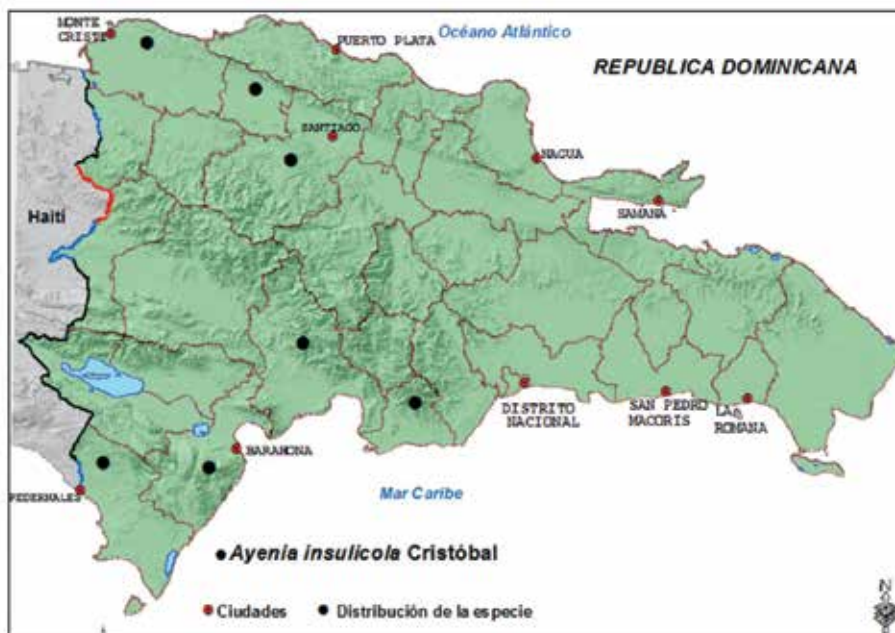 MONTE
CRISTI
PUERTO PLATA
Océano Atlántico
REPUBLICA DOMINICANA
SANTIAGO
NAGUA
SAMANA
Haití
DISTRITO
NACIONAL
SAN PEDRO
MACORIS
LA
ROMANA
BARAHONA
PEDERNALES
Mar Caribe
Ayenia insulicola Cristóbal
Ciudades
Distribución de la especie
N